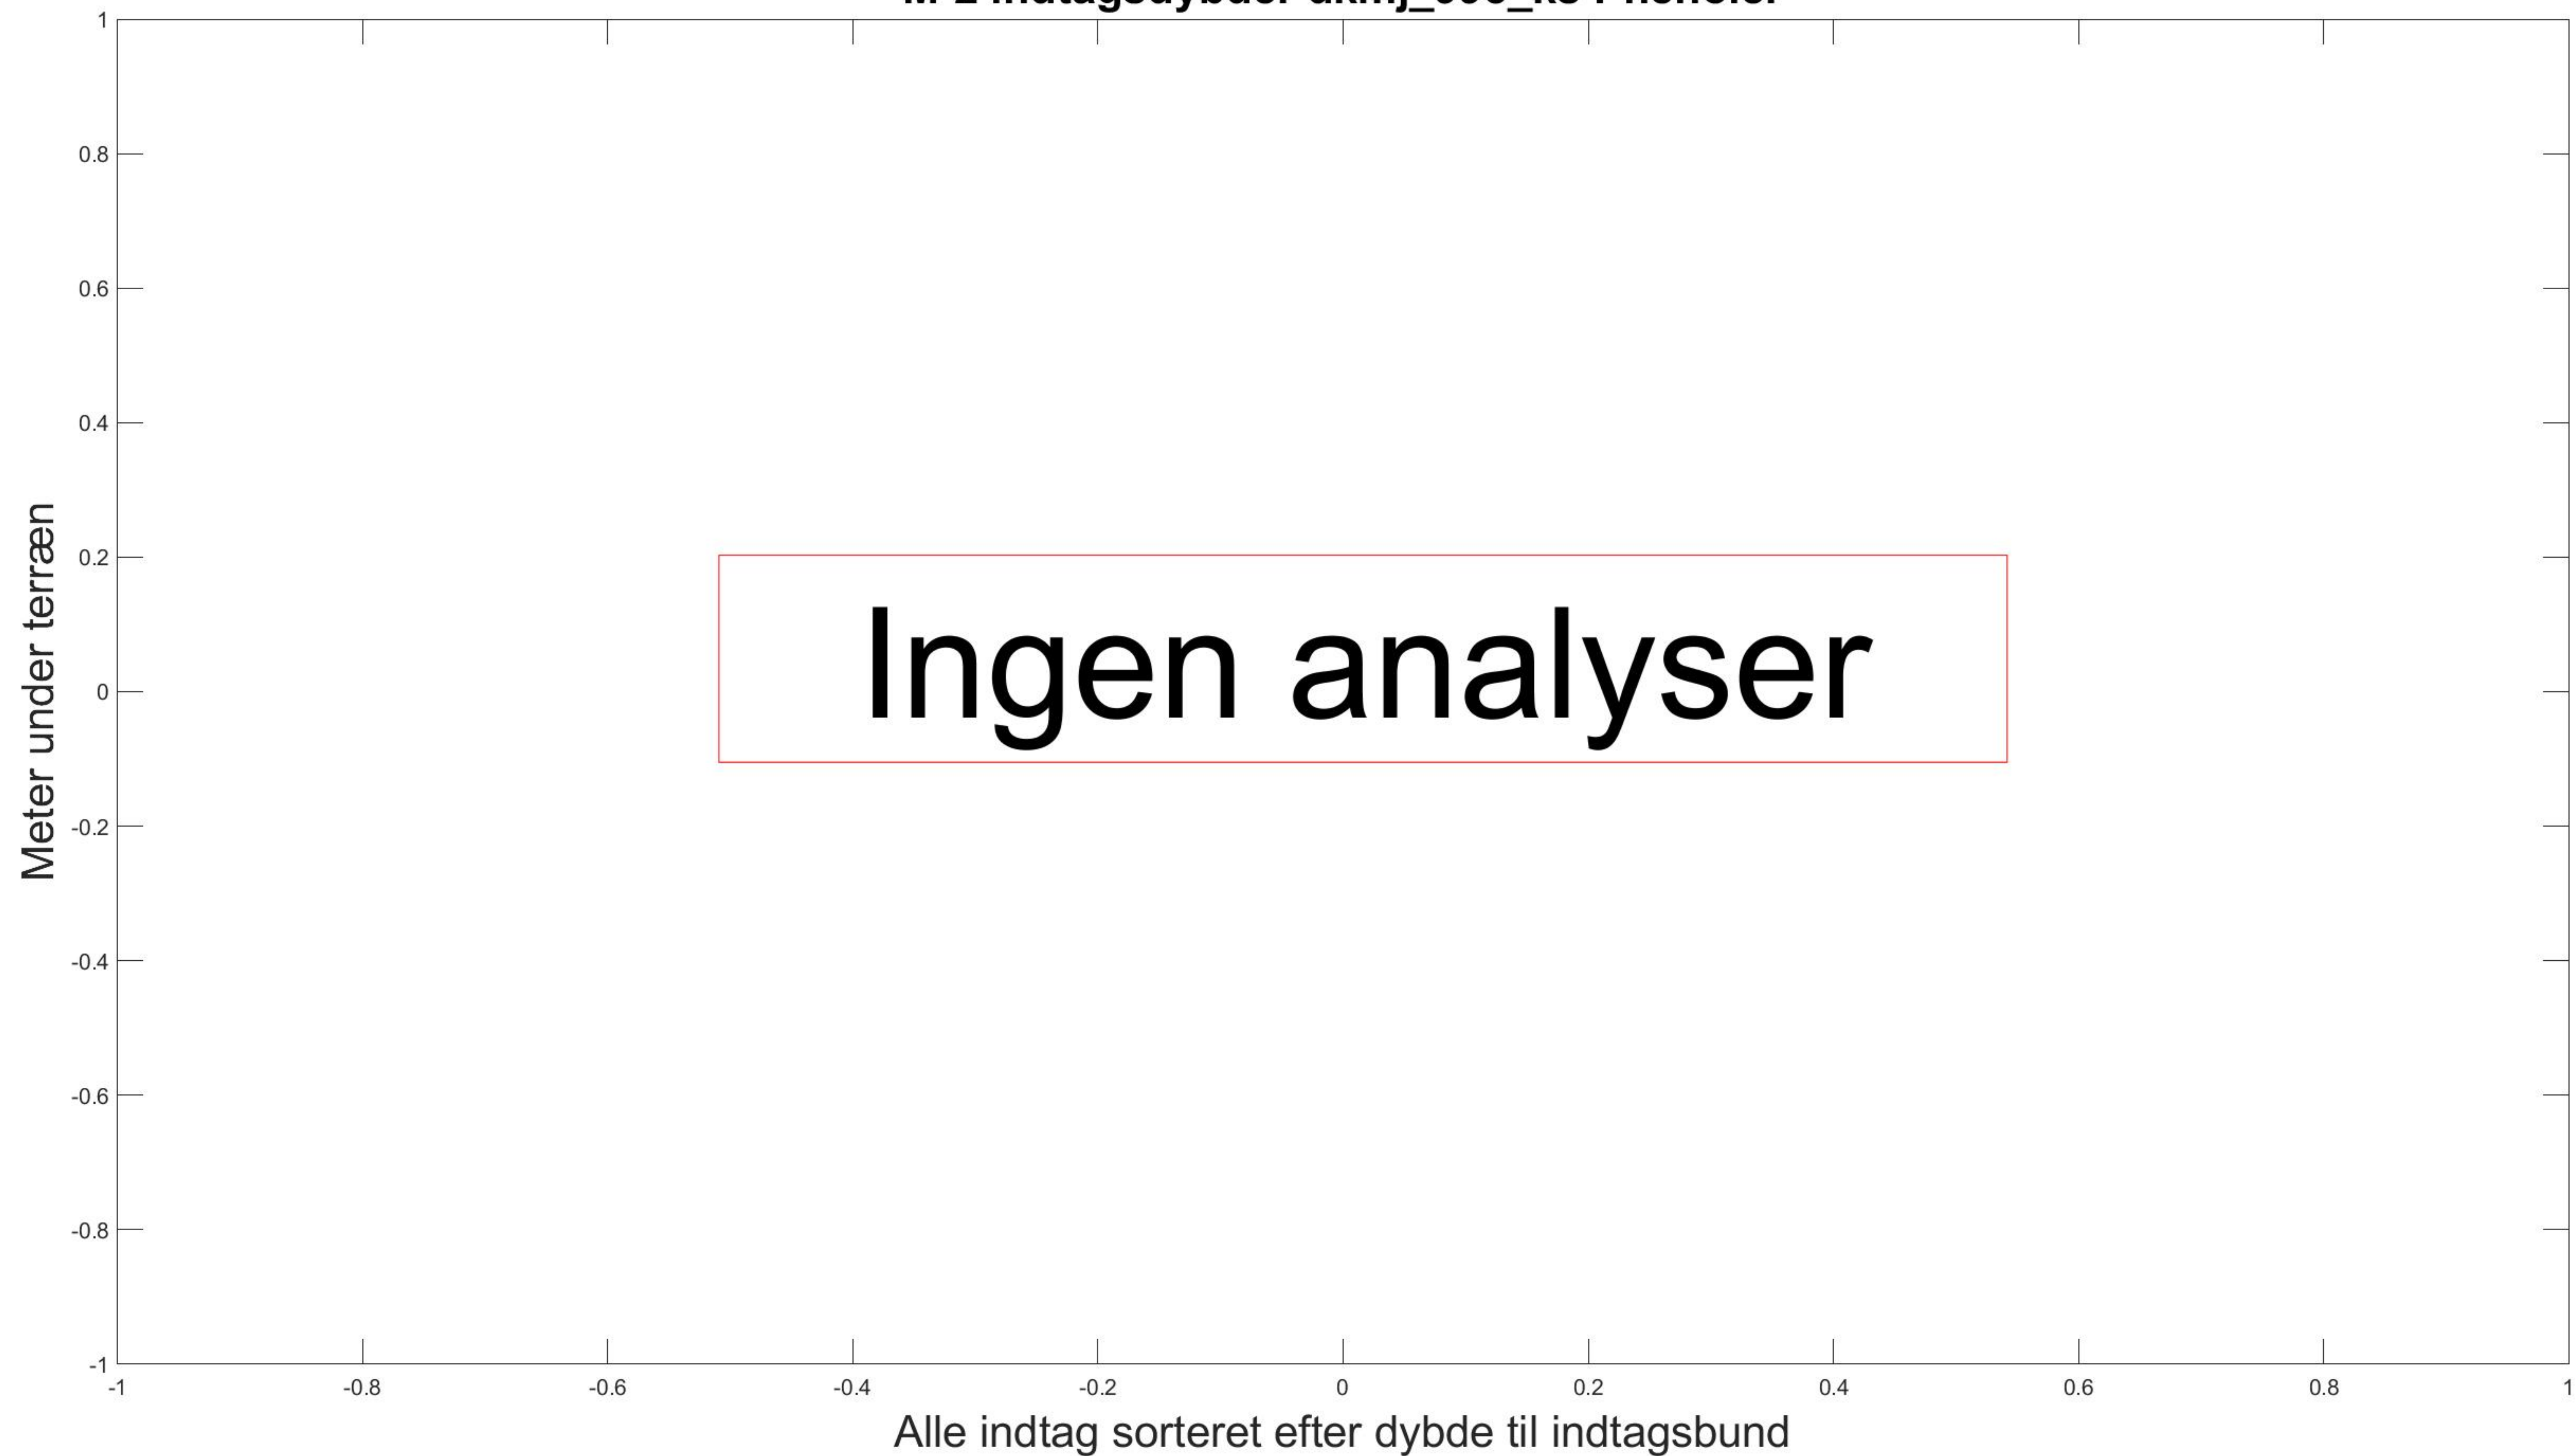 1
0.8
0.6
0.4
0.2
0
-0.2
-0.4
-0.6
-0.8
-1
Meter under terræn
Ingen analyser
-1 -0.8 -0.6 -0.4 -0.2 0 0.2 0.4 0.6 0.8 1
Alle indtag sorteret efter dybde til indtagsbund